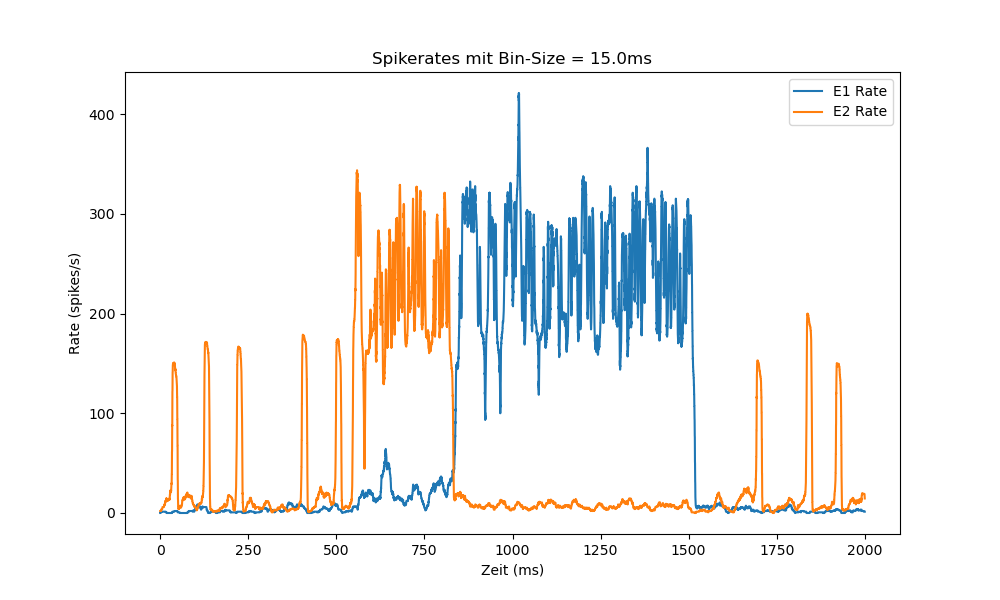 Spikerates mit Bin-Size = 15.0ms
E1 Rate
E2 Rate
Rate (spikes/s)
400
300
200
100
0
0 250 500 750 1000 1250 1500 1750 2000
Zeit (ms)